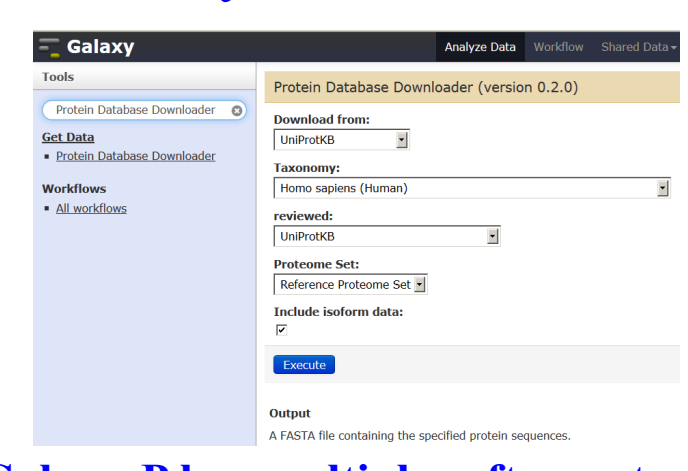 Galaxy
Analyze Data Workflow Shared Data
Tools
Protein Database Downloader
Get Data
Protein Database Downloader
Workflows
All workflows
Protein Database Downloader (version 0.2.0)
Download from:
UniProtKB
Taxonomy:
Homo sapiens (Human)
reviewed:
UniProtKB
Proteome Set:
Reference Proteome Set
Include isoform data:
Execute
Output
A FASTA file containing the specified protein sequences.